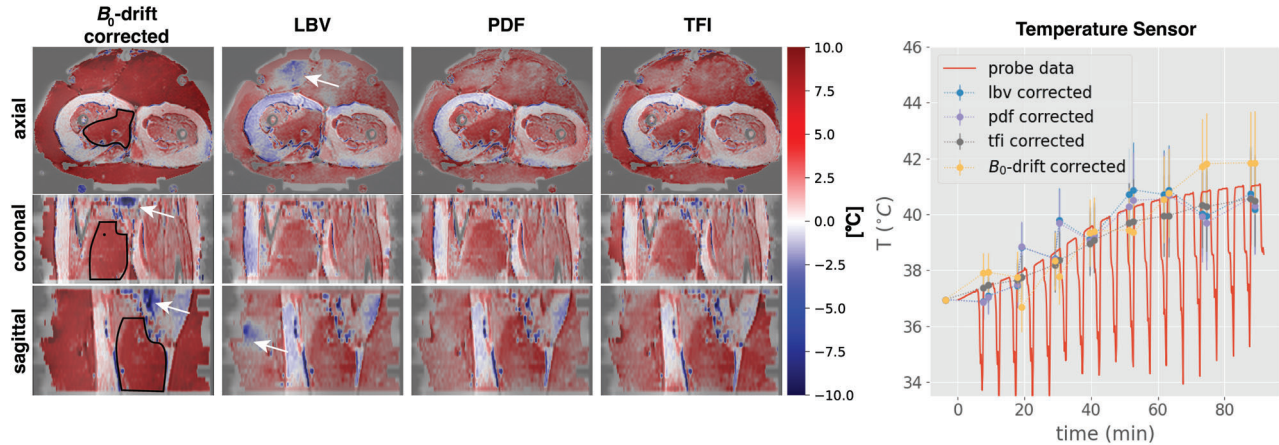 B₀-drift
corrected
LBV
PDF
TFI
axial
coronal
sagittal
10.0
7.5
5.0
2.5
0.0
−2.5
−5.0
−7.5
−10.0
[°C]
Temperature Sensor
probe data
lbv corrected
pdf corrected
tfi corrected
B₀-drift corrected
46
44
42
40
38
36
34
T (°C)
0
20
40
60
80
time (min)